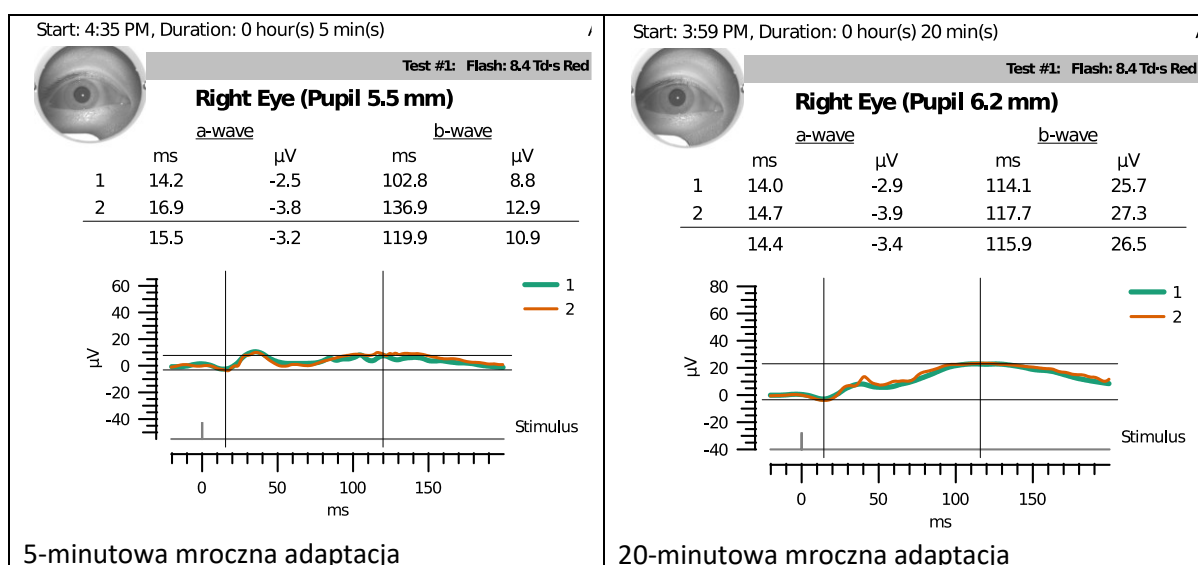 Start: 4:35 PM, Duration: 0 hour(s) 5 min(s)
Test #1: Flash: 8.4 Td·s Red
Right Eye (Pupil 5.5 mm)
a-wave b-wave
ms µV ms µV
1 14.2 -2.5 102.8 8.8
2 16.9 -3.8 136.9 12.9
15.5 -3.2 119.9 10.9
60
40
20
0
-20
-40
µV
1
2
Stimulus
0 50 100 150
ms
5-minutowa mroczna adaptacja
Start: 3:59 PM, Duration: 0 hour(s) 20 min(s)
Test #1: Flash: 8.4 Td·s Red
Right Eye (Pupil 6.2 mm)
a-wave b-wave
ms µV ms µV
1 14.0 -2.9 114.1 25.7
2 14.7 -3.9 117.7 27.3
14.4 -3.4 115.9 26.5
80
60
40
20
0
-20
-40
µV
1
2
Stimulus
0 50 100 150
ms
20-minutowa mroczna adaptacja